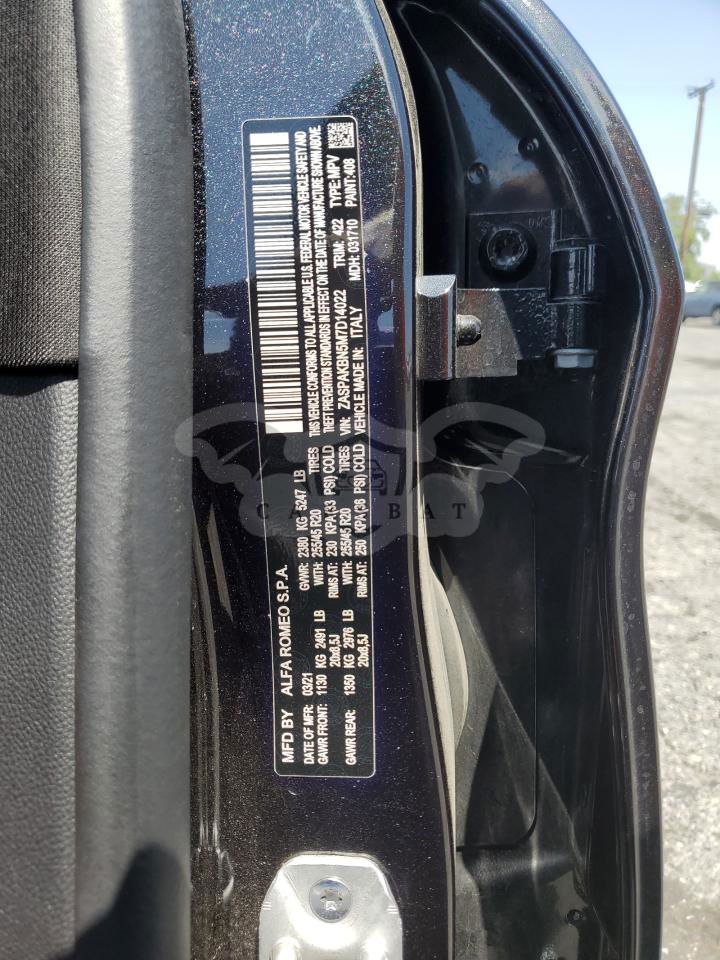 MFD BY ALFA ROMEO S.P.A.
DATE OF MFR: 03/21 GVWR: 2380 KG 5247 LB
GAWR FRONT: 1130 KG 2491 LB WITH: 255/45 R20 TIRES
20x8,5J RIMS AT: 230 KPA(33 PSI) COLD
GAWR REAR: 1350 KG 2976 LB WITH: 255/45 R20 TIRES
20x8,5J RIMS AT: 250 KPA(36 PSI) COLD
THIS VEHICLE CONFORMS TO ALL APPLICABLE U.S. FEDERAL MOTOR VEHICLE SAFETY AND
THEFT PREVENTION STANDARDS IN EFFECT ON THE DATE OF MANUFACTURE SHOWN ABOVE.
VIN: ZASPAKBN5M7D14022 TRIM: 422 TYPE: MPV
VEHICLE MADE IN: ITALY MDH: 031710 PAINT: 408
CARCBAT